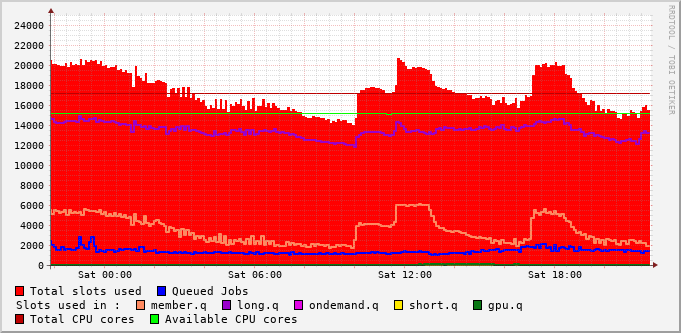 24000
22000
20000
18000
16000
14000
12000
10000
8000
6000
4000
2000
0
Sat 00:00 Sat 06:00 Sat 12:00 Sat 18:00
Total slots used Queued Jobs
Slots used in : member.q long.q ondemand.q short.q gpu.q
Total CPU cores Available CPU cores
RRDTOOL / TOBI OETIKER